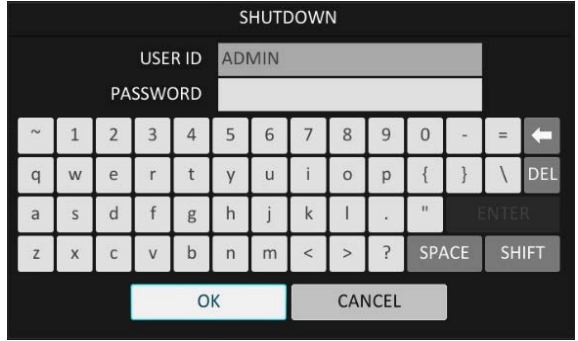 SHUTDOWN
USER ID ADMIN
PASSWORD
~ 1 2 3 4 5 6 7 8 9 0 - = ←
q w e r t y u i o p { } \ DEL
a s d f g h j k l . " ENTER
z x c v b n m < > ? SPACE SHIFT
OK CANCEL